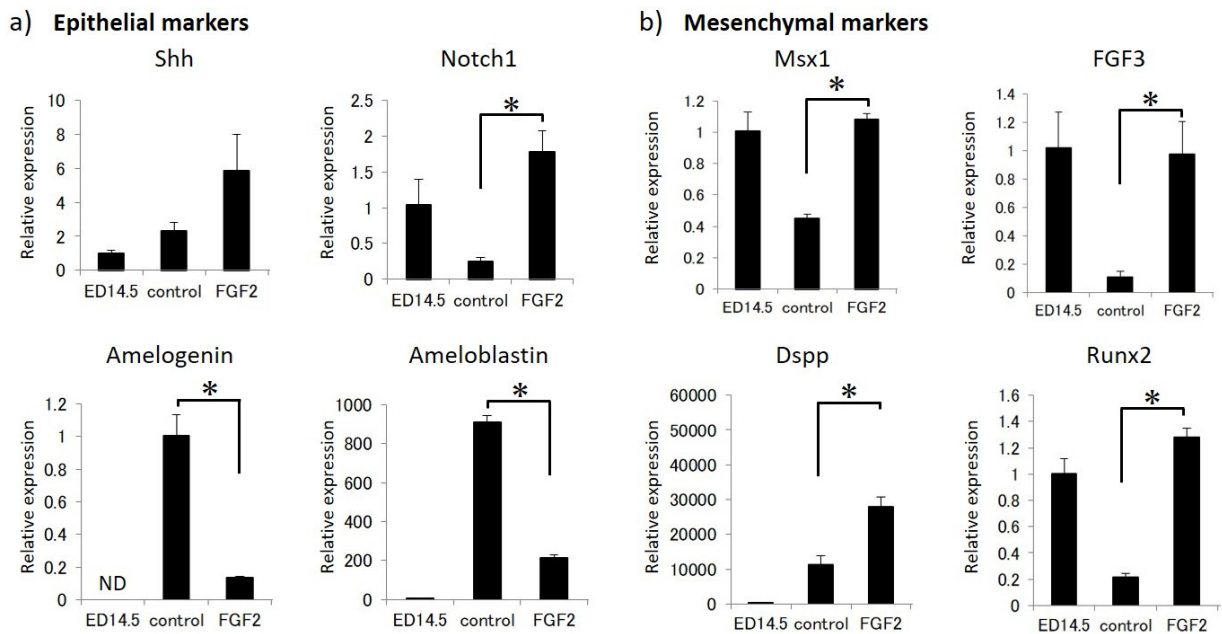 a) Epithelial markers
Shh
Relative expression
10
8
6
4
2
0
ED14.5 control FGF2
Notch1
Relative expression
2.5
2
1.5
1
0.5
0
*
ED14.5 control FGF2
Amelogenin
Relative expression
1.2
1
0.8
0.6
0.4
0.2
0
ND
*
ED14.5 control FGF2
Ameloblastin
Relative expression
1000
800
600
400
200
0
*
ED14.5 control FGF2
b) Mesenchymal markers
Msx1
Relative expression
1.2
1
0.8
0.6
0.4
0.2
0
*
ED14.5 control FGF2
FGF3
Relative expression
1.4
1.2
1
0.8
0.6
0.4
0.2
0
*
ED14.5 control FGF2
Dspp
Relative expression
60000
50000
40000
30000
20000
10000
0
*
ED14.5 control FGF2
Runx2
Relative expression
1.6
1.4
1.2
1
0.8
0.6
0.4
0.2
0
*
ED14.5 control FGF2